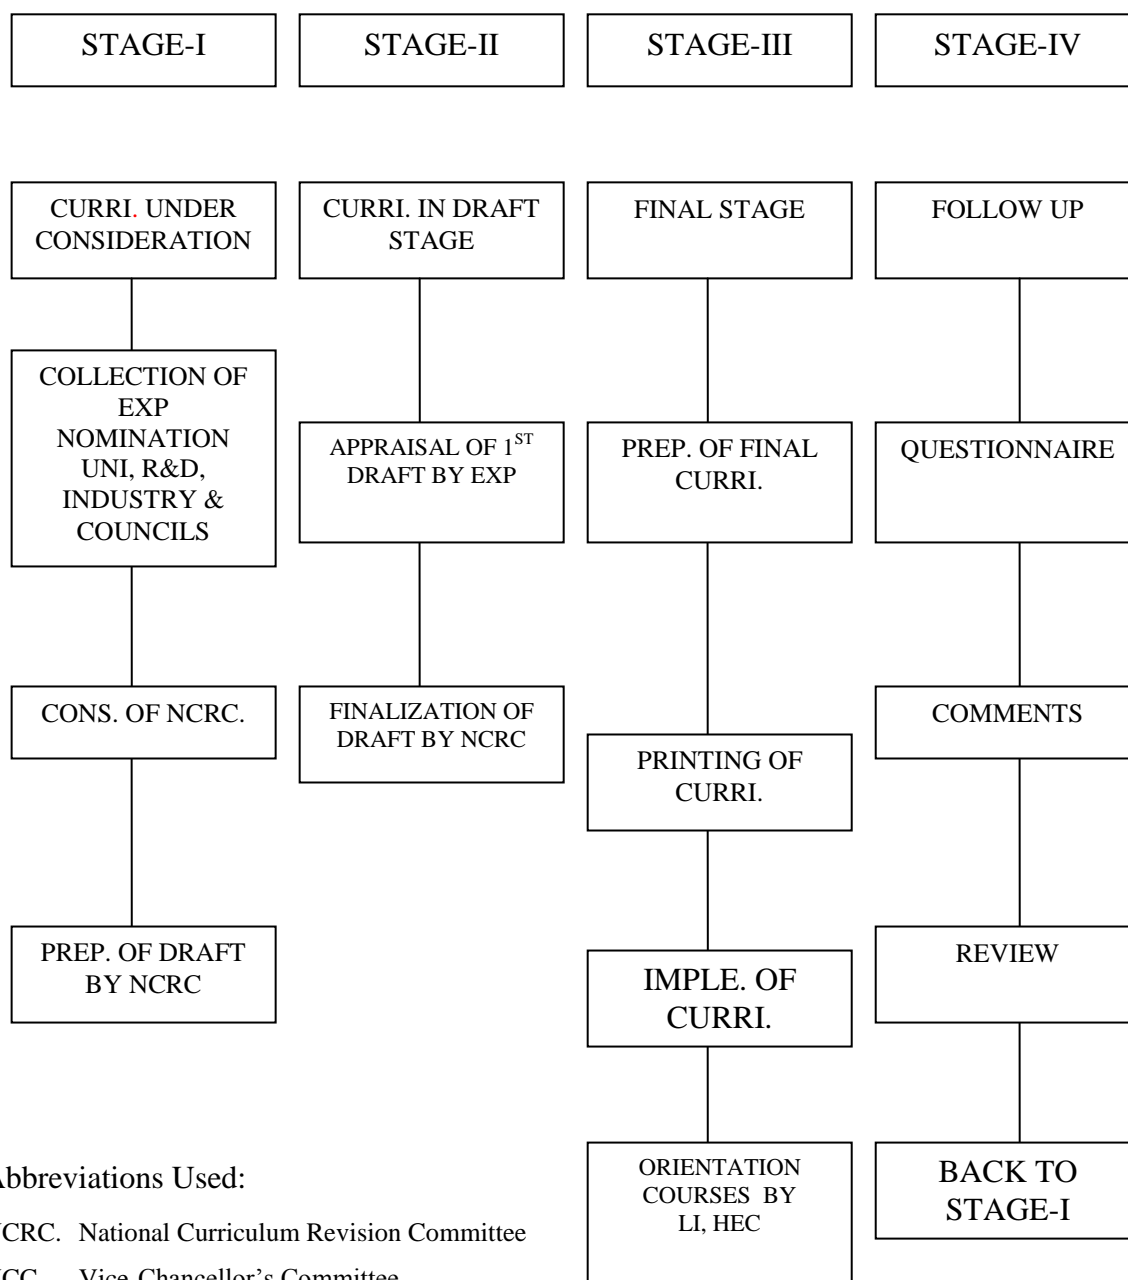 STAGE-I
STAGE-II
STAGE-III
STAGE-IV
CURRI. UNDER
CONSIDERATION
COLLECTION OF
EXP
NOMINATION
UNI, R&D,
INDUSTRY &
COUNCILS
CONS. OF NCRC.
PREP. OF DRAFT
BY NCRC
CURRI. IN DRAFT
STAGE
APPRAISAL OF 1ST
DRAFT BY EXP
FINALIZATION OF
DRAFT BY NCRC
FINAL STAGE
PREP. OF FINAL
CURRI.
PRINTING OF
CURRI.
IMPLE. OF
CURRI.
ORIENTATION
COURSES BY
LI, HEC
FOLLOW UP
QUESTIONNAIRE
COMMENTS
REVIEW
BACK TO
STAGE-I
Abbreviations Used:
NCRC. National Curriculum Revision Committee
Vice-Chancellor's Committee